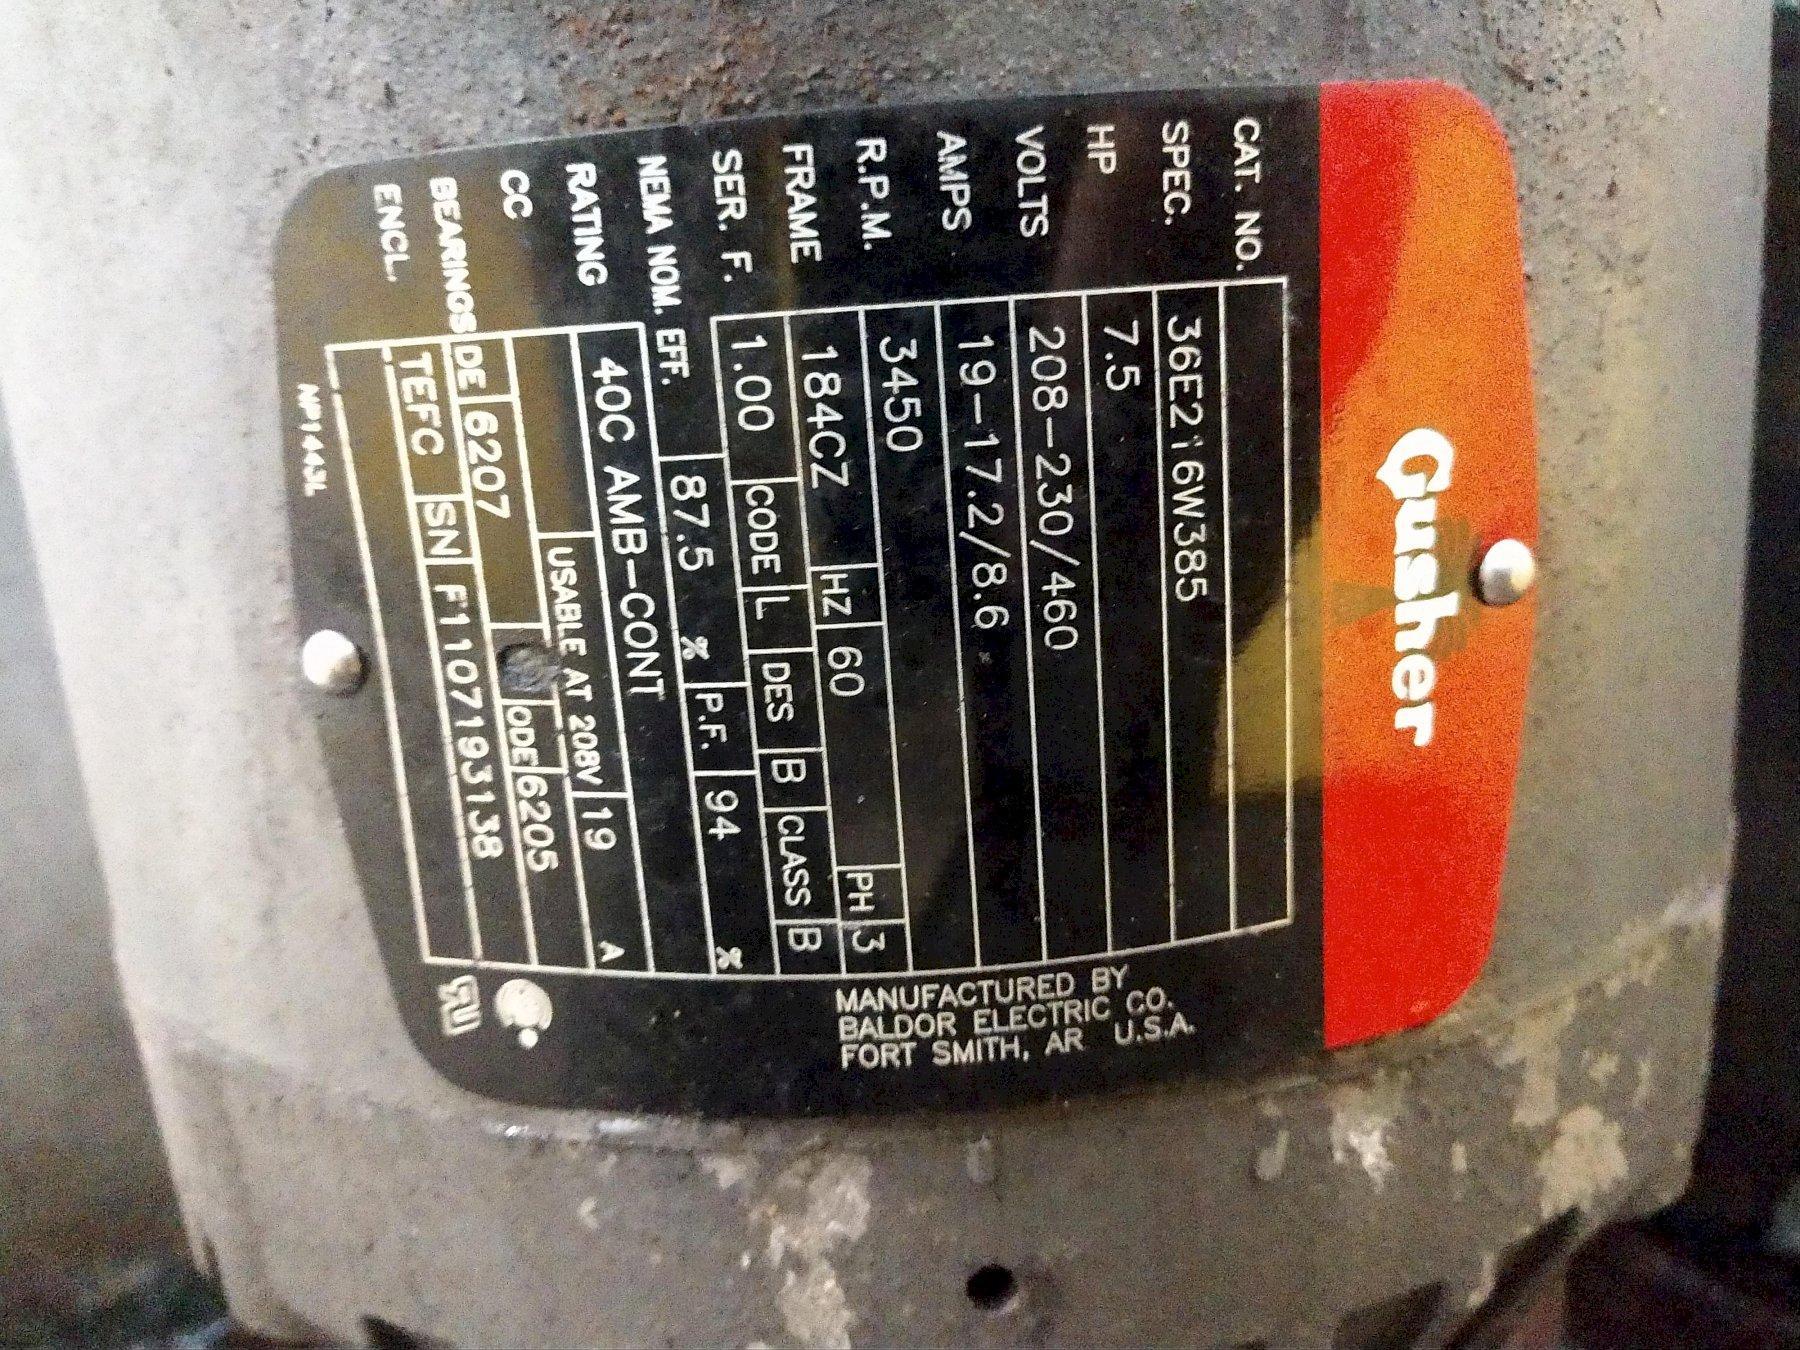 Gusher
CAT. NO.
SPEC. 36E216W385
HP 7.5
VOLTS 208-230/460
AMPS 19-17.2/8.6
R.P.M. 3450
FRAME 184CZ HZ 60 PH 3
SER. F. 1.00 CODE L DES B CLASS B
NEMA NOM. EFF. 87.5 % P.F. 94 %
RATING 40C AMB-CONT
CC USABLE AT 208V 19 A
BEARINGS DE 6207 ODE 6205
ENCL. TEFC SN F1107193138
NP1443L
MANUFACTURED BY
BALDOR ELECTRIC CO.
FORT SMITH, AR U.S.A.